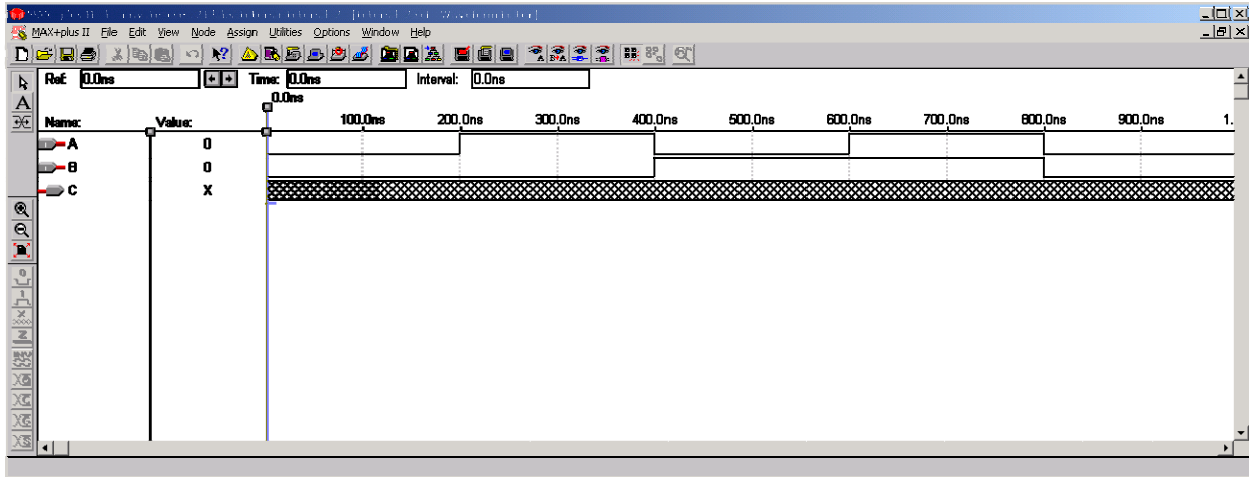 MAX+plus II File Edit View Node Assign Utilities Options Window Help
Ref: 0.0ns Time: 0.0ns Interval: 0.0ns
0.0ns
Name: Value: 100.0ns 200.0ns 300.0ns 400.0ns 500.0ns 600.0ns 700.0ns 800.0ns 900.0ns 1.
A 0
B 0
C X